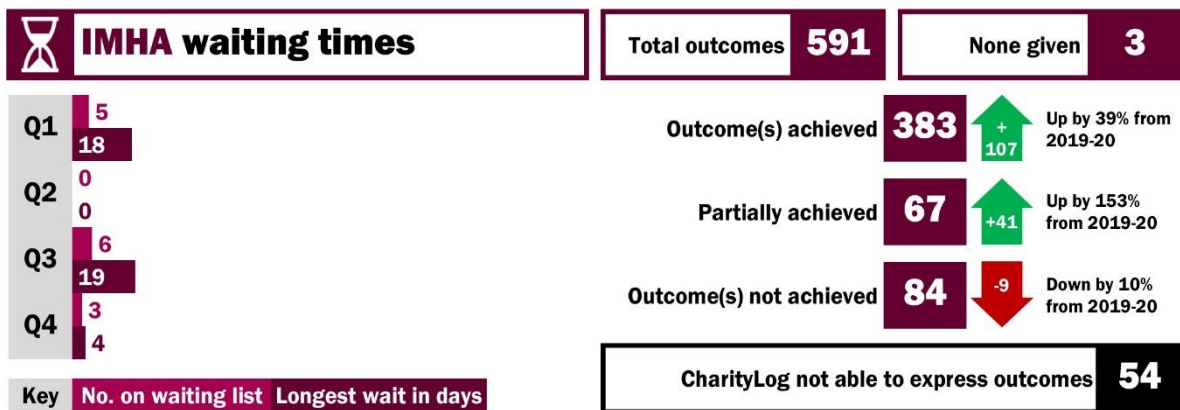 IMHA waiting times
Q1
5
18
Q2
0
0
Q3
6
19
Q4
3
4
Key No. on waiting list Longest wait in days
Total outcomes 591
None given 3
Outcome(s) achieved 383
+
107
Up by 39% from
2019-20
Partially achieved 67
+41
Up by 153%
from 2019-20
Outcome(s) not achieved 84
-9
Down by 10%
from 2019-20
CharityLog not able to express outcomes 54